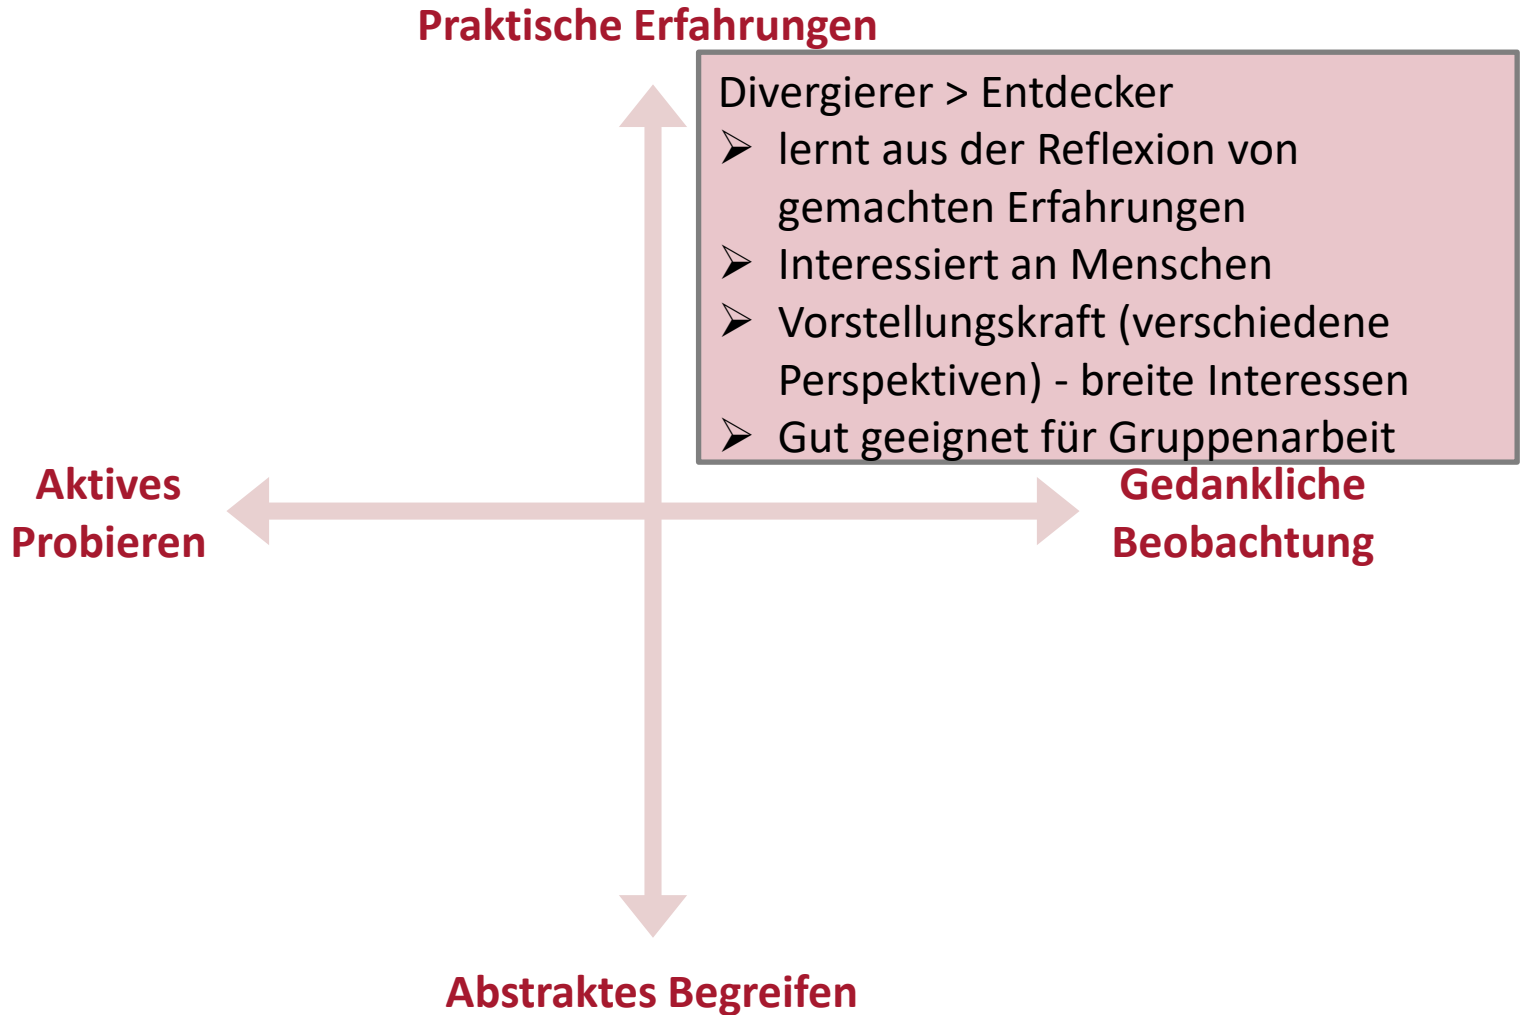 Praktische Erfahrungen
Divergierer > Entdecker
➢ lernt aus der Reflexion von
gemachten Erfahrungen
➢ Interessiert an Menschen
➢ Vorstellungskraft (verschiedene
Perspektiven) - breite Interessen
➢ Gut geeignet für Gruppenarbeit
Aktives
Probieren
Gedankliche
Beobachtung
Abstraktes Begreifen